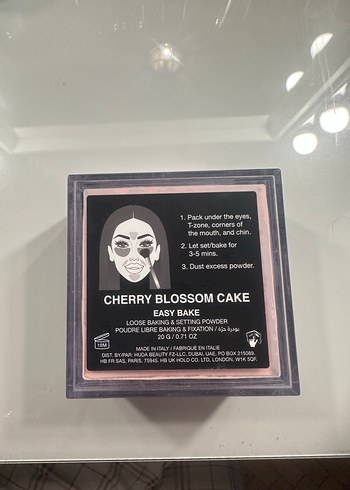 1. Pack under the eyes,
T-zone, corners of
the mouth, and chin.
2. Let set/bake for
3-5 mins.
3. Dust excess powder.
CHERRY BLOSSOM CAKE
EASY BAKE
LOOSE BAKING & SETTING POWDER
POUDRE LIBRE BAKING & FIXATION / بودرة حرّة
20 G / 0.71 OZ
18M
MADE IN ITALY / FABRIQUÉ EN ITALIE
DIST. BY/PAR: HUDA BEAUTY FZ-LLC, DUBAI, UAE, PO BOX 215089.
HB FR SAS, PARIS, 75945. HB UK HOLD CO, LTD, LONDON, W1K 5QF.